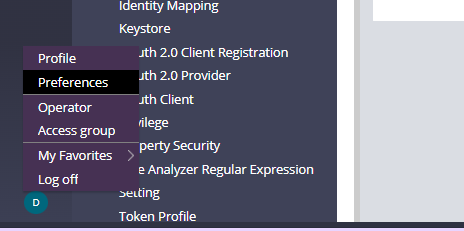 Identity Mapping
Keystore
uth 2.0 Client Registration
uth 2.0 Provider
uth Client
vilege
perty Security
e Analyzer Regular Expression
Setting
Token Profile
Profile
Preferences
Operator
Access group
My Favorites
Log off
D